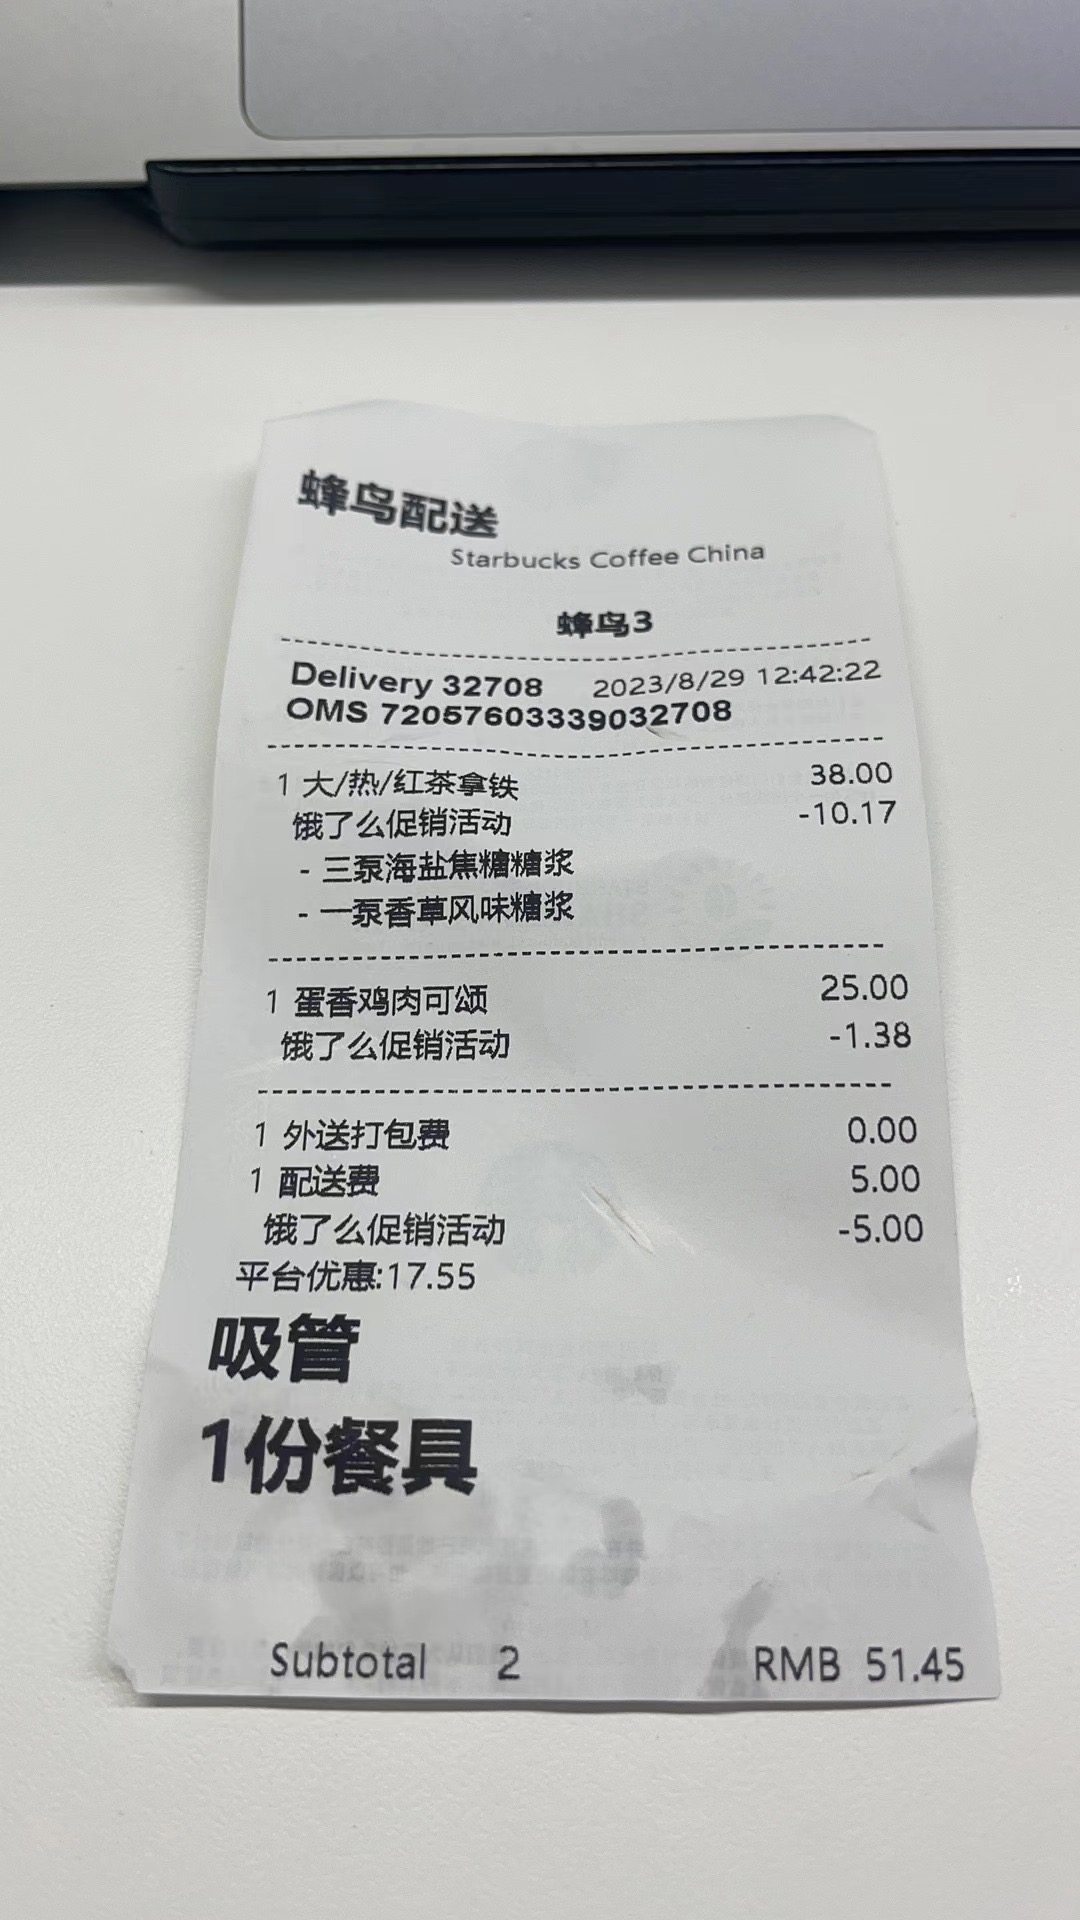 蜂鸟配送
Starbucks Coffee China
蜂鸟3
Delivery 32708 2023/8/29 12:42:22
OMS 72057603339032708
1 大/热/红茶拿铁 38.00
饿了么促销活动 -10.17
- 三泵海盐焦糖糖浆
- 一泵香草风味糖浆
1 蛋香鸡肉可颂 25.00
饿了么促销活动 -1.38
1 外送打包费 0.00
1 配送费 5.00
饿了么促销活动 -5.00
平台优惠:17.55
吸管
1份餐具
Subtotal 2 RMB 51.45